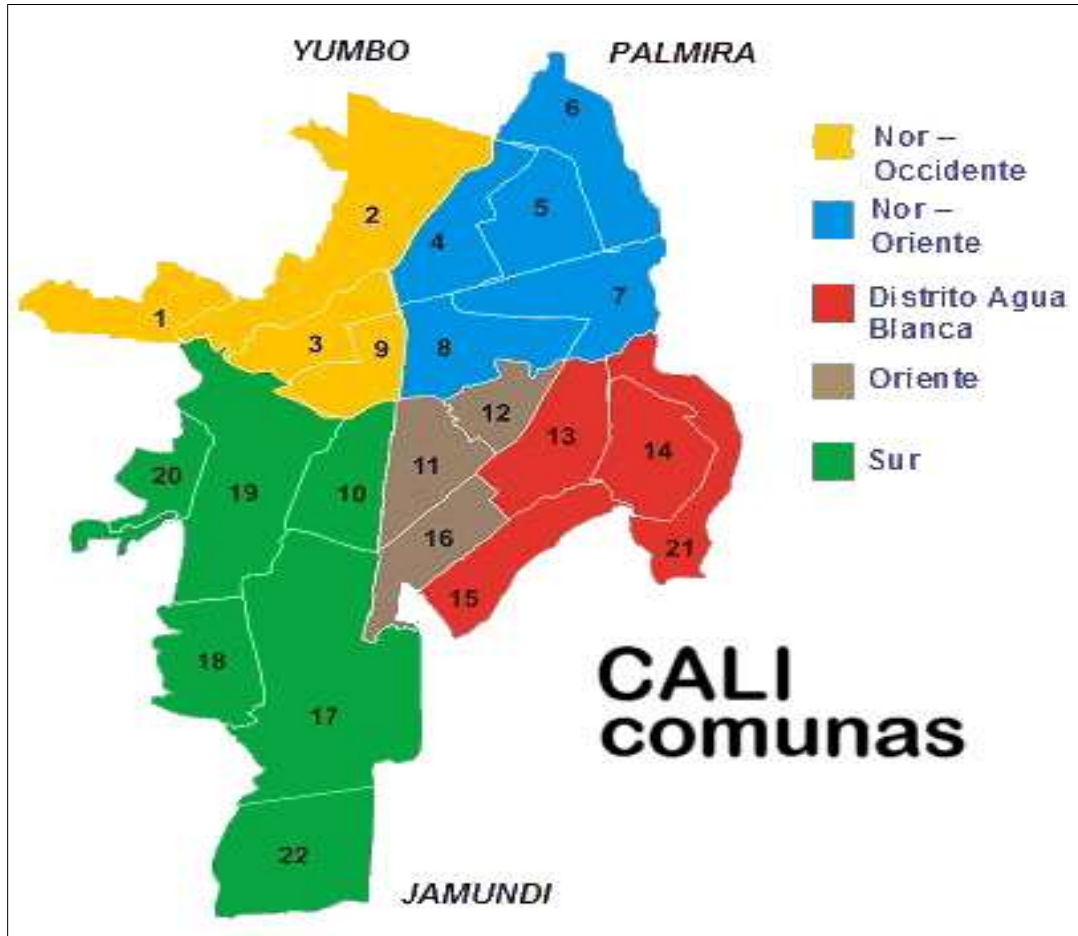 YUMBO
PALMIRA
6
Nor –
Occidente
2
5
4
Nor –
Oriente
7
1
3
9
8
Distrito Agua
Blanca
Oriente
12
13
14
11
20
19
10
Sur
16
21
15
18
CALI
comunas
17
22
JAMUNDI